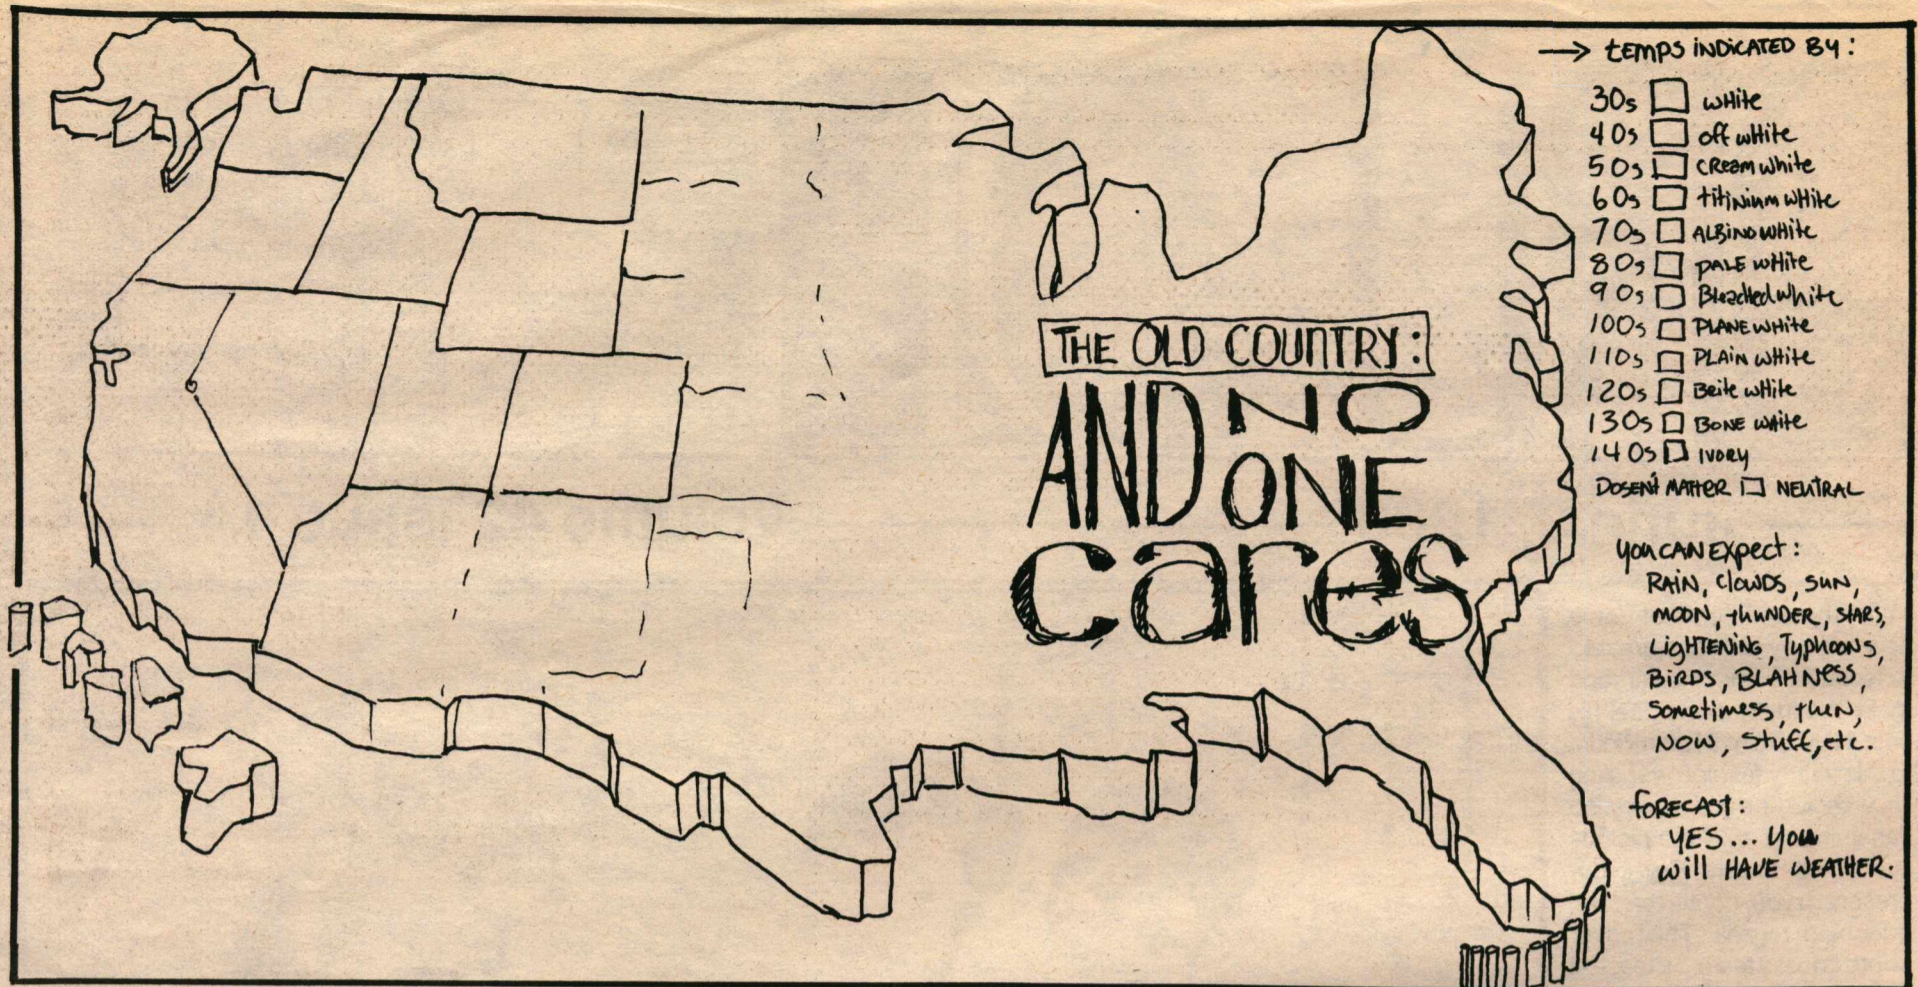 THE OLD COUNTRY:
AND NO
ONE
cares
→ tEMPS iNDiCATED BY:
30s □ wHite
40s □ off wHite
50s □ CReam white
60s □ titiNinm wHite
70s □ ALBiNO wHite
80s □ PALE wHite
90s □ Bleached white
100s □ PLANE wHite
110s □ PLAiN wHite
120s □ Brite wHite
130s □ BONE wHite
140s □ IVORY
DOSENt MAttER □ NEUtRAL
you CAN Expect:
RAiN, ClOWDS, SUN,
MOON, tHUNDER, StARS,
LigHTENiNG, TypHOONS,
BiRDS, BLAHNess,
Sometimess, tHEN,
NOW, Stuff, etc.
fORECASt:
YES... You
will HAVE WEATHER.